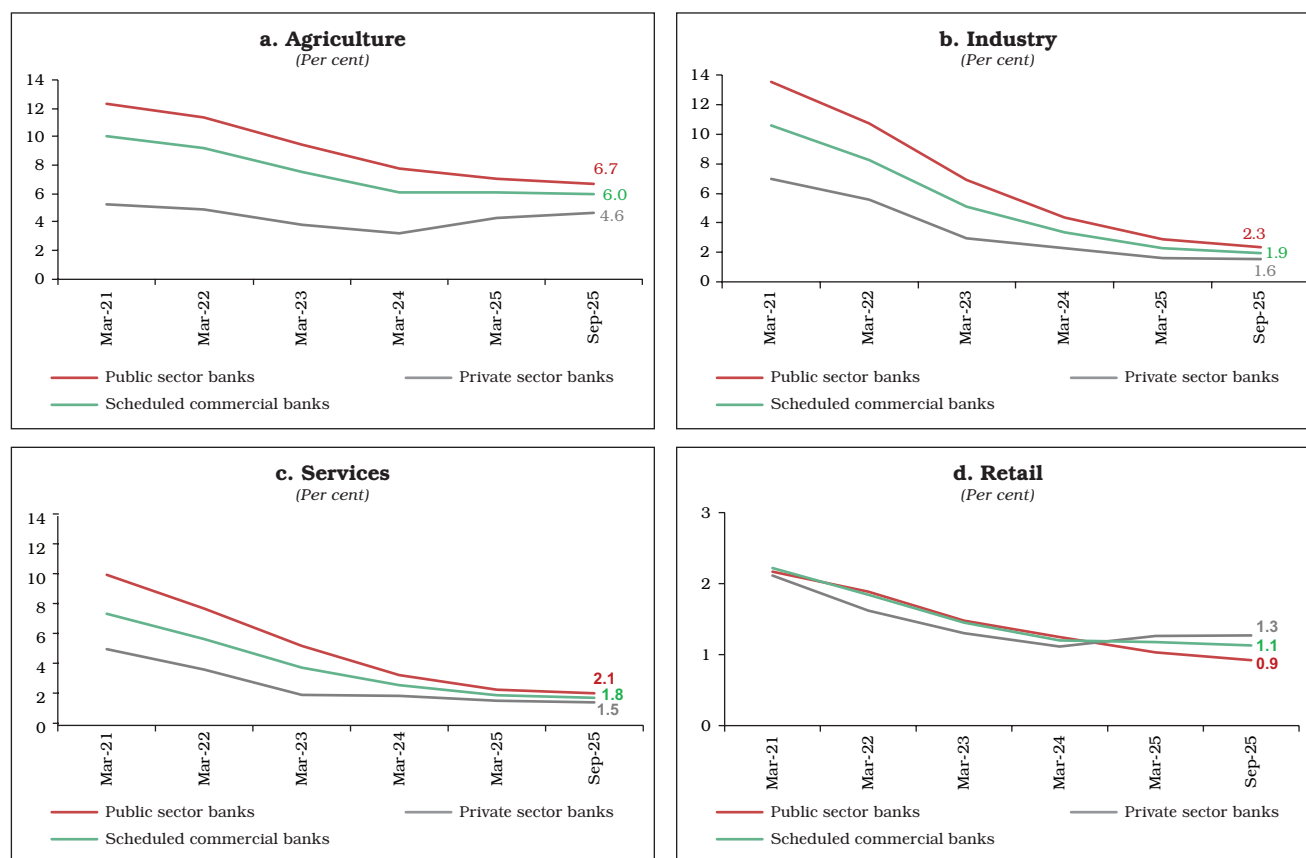 a. Agriculture
(Per cent)
14
12
10
8
6
4
2
0
6.7
6.0
4.6
Mar-21
Mar-22
Mar-23
Mar-24
Mar-25
Sep-25
Public sector banks
Private sector banks
Scheduled commercial banks
b. Industry
(Per cent)
14
12
10
8
6
4
2
0
2.3
1.9
1.6
Mar-21
Mar-22
Mar-23
Mar-24
Mar-25
Sep-25
Public sector banks
Private sector banks
Scheduled commercial banks
c. Services
(Per cent)
14
12
10
8
6
4
2
0
2.1
1.8
1.5
Mar-21
Mar-22
Mar-23
Mar-24
Mar-25
Sep-25
Public sector banks
Private sector banks
Scheduled commercial banks
d. Retail
(Per cent)
3
2
1
0
1.3
1.1
0.9
Mar-21
Mar-22
Mar-23
Mar-24
Mar-25
Sep-25
Public sector banks
Private sector banks
Scheduled commercial banks